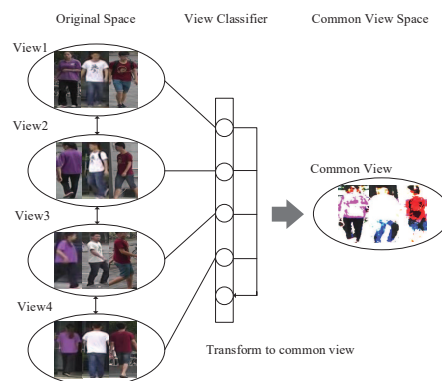 Original Space View Classifier Common View Space
View1
View2
Common View
View3
View4
Transform to common view